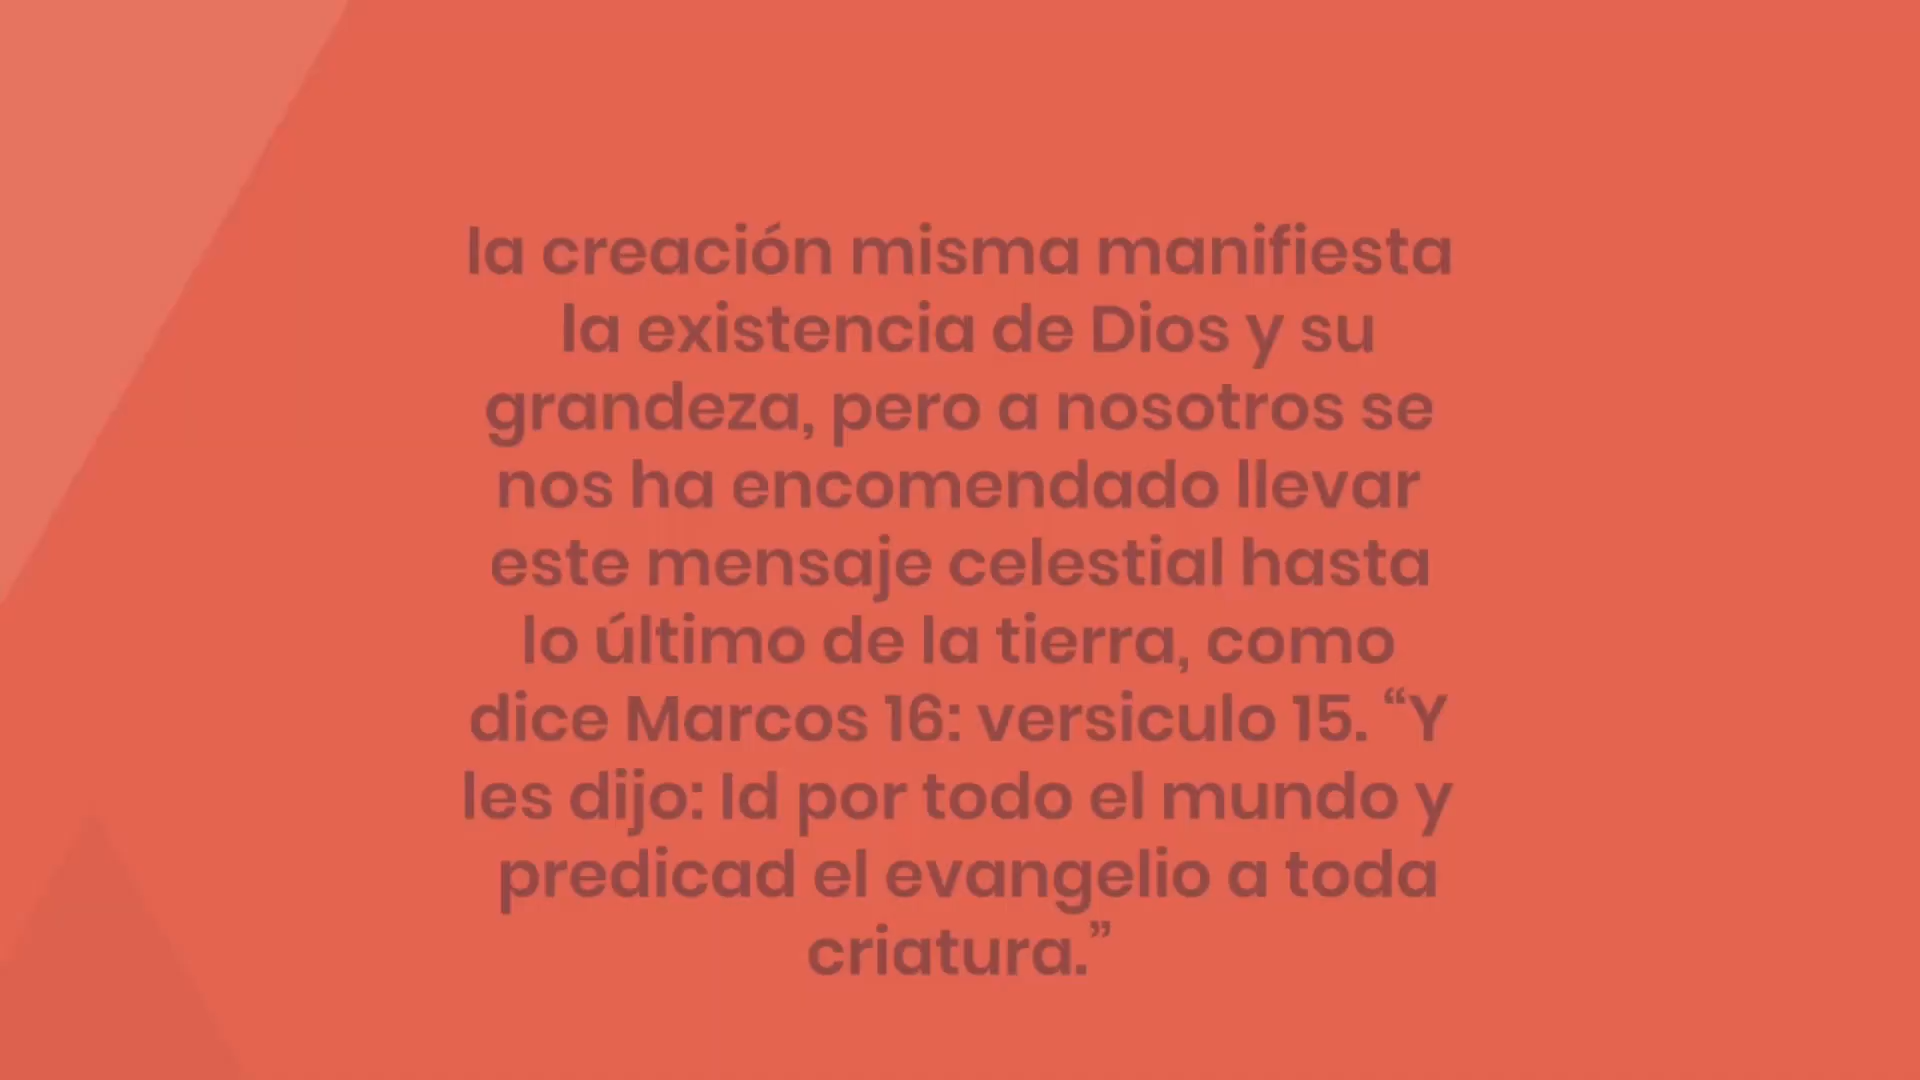 la creación misma manifiesta
la existencia de Dios y su
grandeza, pero a nosotros se
nos ha encomendado llevar
este mensaje celestial hasta
lo último de la tierra, como
dice Marcos 16: versiculo 15. “Y
les dijo: Id por todo el mundo y
predicad el evangelio a toda
criatura.”